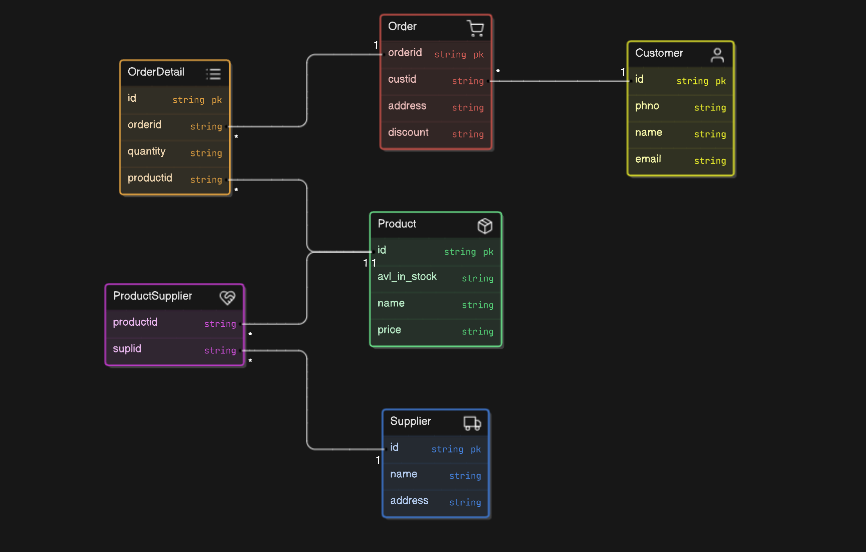 Order
orderid string pk
custid string
address string
discount string
1
*
1
Customer
id string pk
phno string
name string
email string
OrderDetail
id string pk
orderid string
quantity string
productid string
*
*
Product
id string pk
avl_in_stock string
name string
price string
1 1
ProductSupplier
productid string
suplid string
*
*
Supplier
id string pk
name string
address string
1